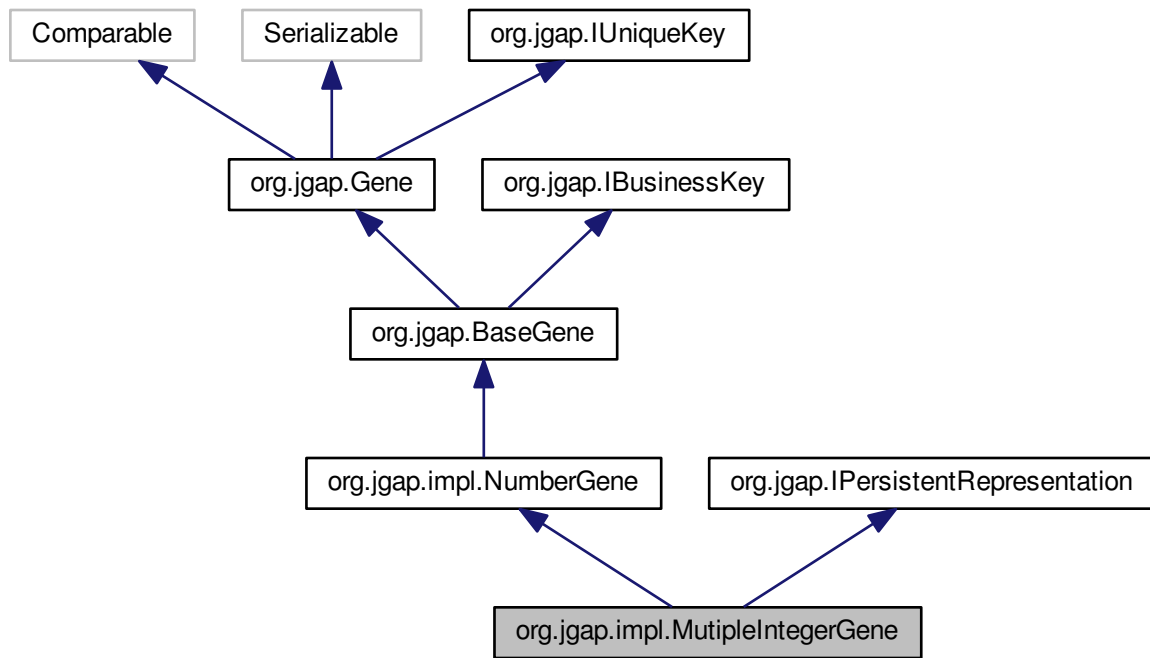 Comparable
Serializable
org.jgap.IUniqueKey
org.jgap.Gene
org.jgap.IBusinessKey
org.jgap.BaseGene
org.jgap.impl.NumberGene
org.jgap.IPersistentRepresentation
org.jgap.impl.MutipleIntegerGene